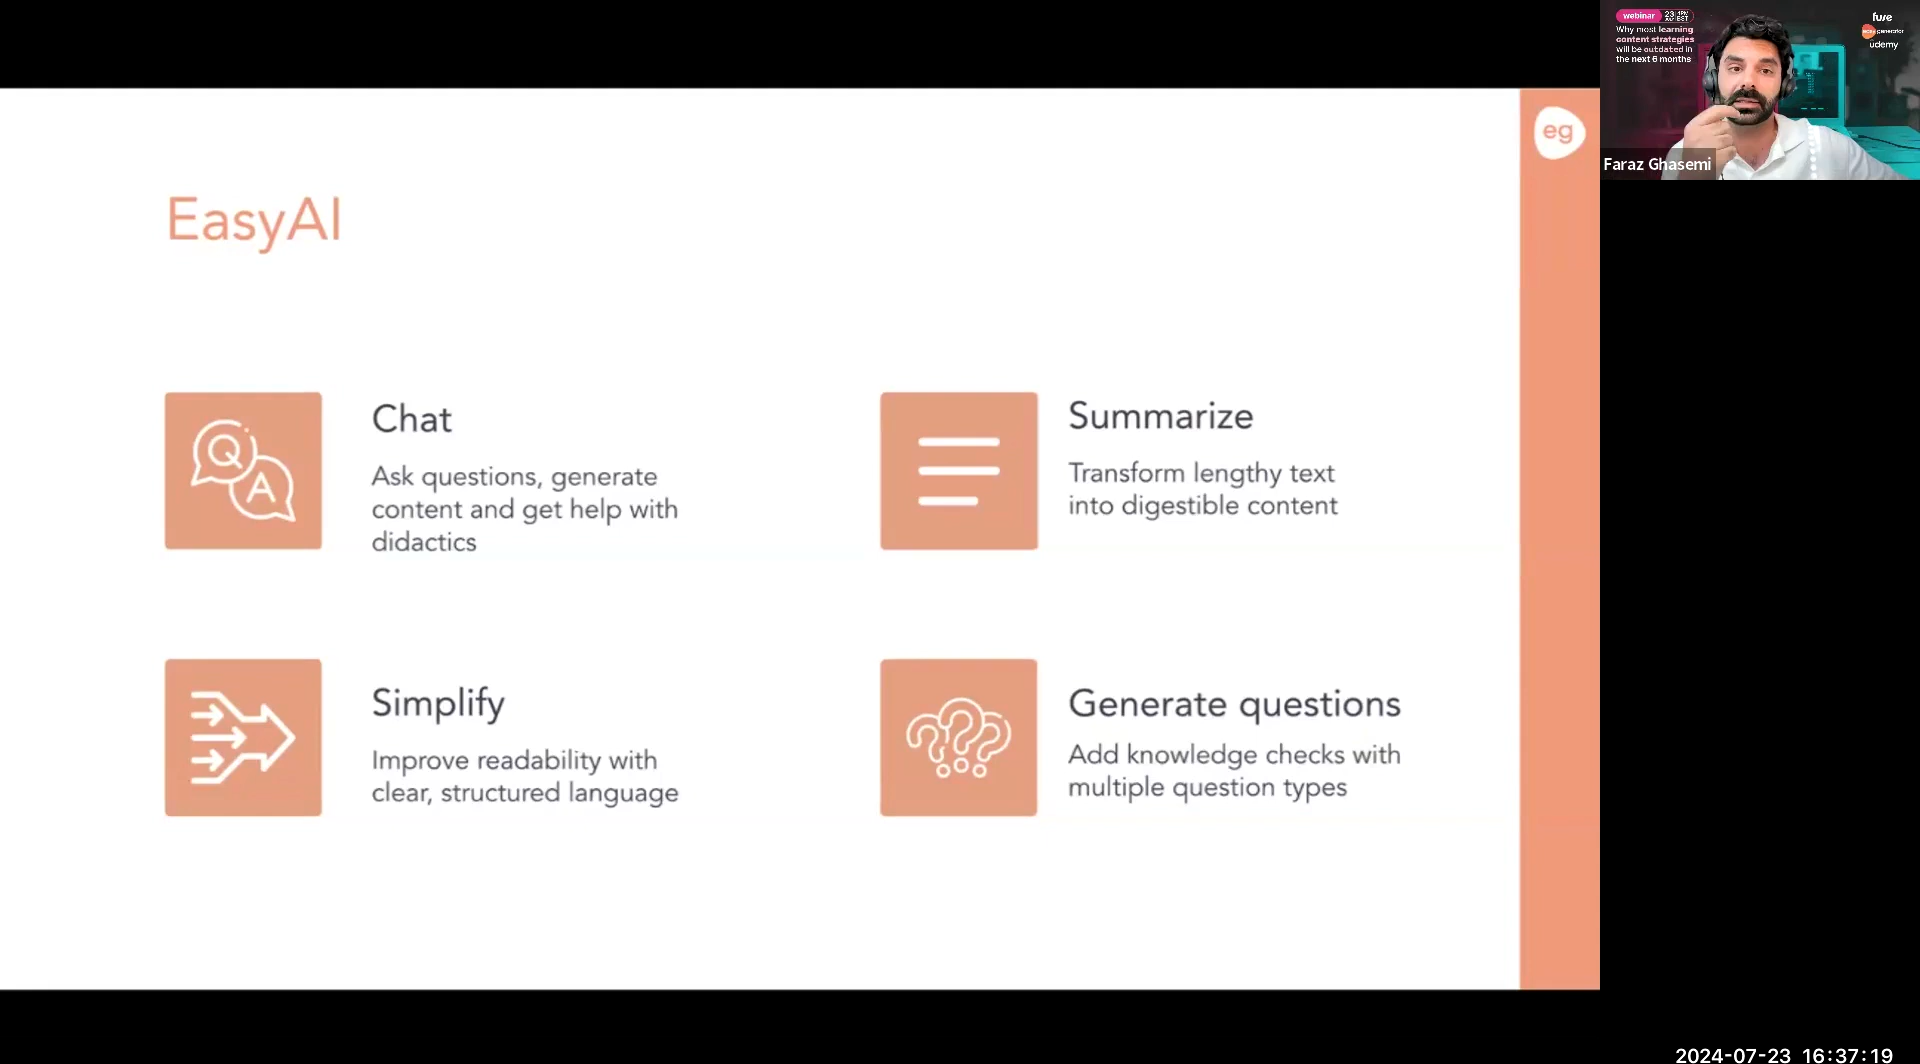 EasyAI
Q
A
Chat
Ask questions, generate
content and get help with
didactics
Summarize
Transform lengthy text
into digestible content
Simplify
Improve readability with
clear, structured language
Generate questions
Add knowledge checks with
multiple question types
eg
webinar
Why most learning
content strategies
will be outdated in
the next 6 months
fuse
easygenerator
udemy
Faraz Ghasemi
2024-07-23 16:37:19